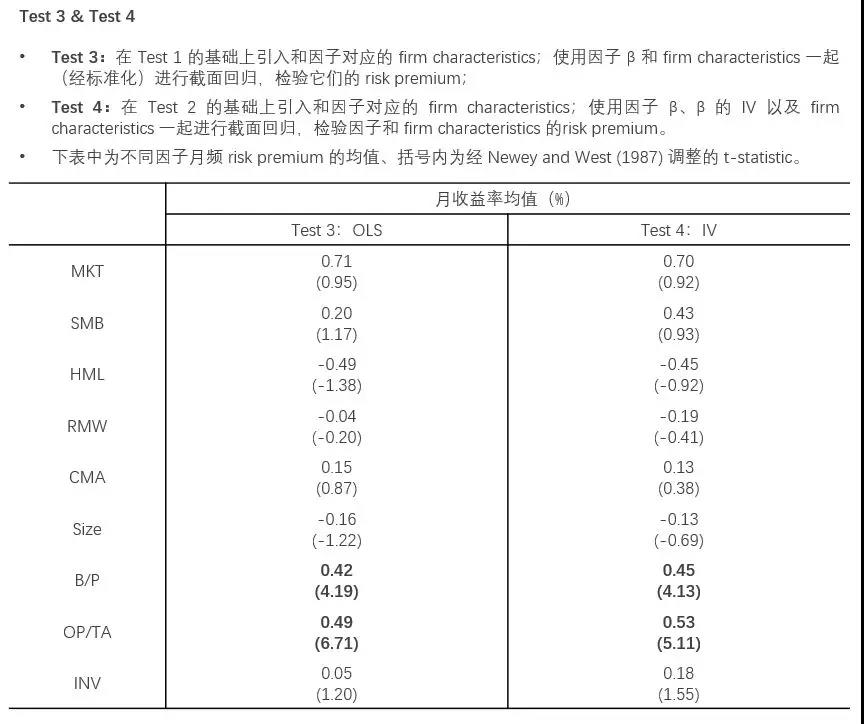 Test 3 & Test 4
• Test 3：在 Test 1 的基础上引入和因子对应的 firm characteristics；使用因子 β 和 firm characteristics 一起
（经标准化）进行截面回归，检验它们的 risk premium；
• Test 4：在 Test 2 的基础上引入和因子对应的 firm characteristics；使用因子 β、β 的 IV 以及 firm
characteristics 一起进行截面回归，检验因子和 firm characteristics 的risk premium。
• 下表中为不同因子月频 risk premium 的均值、括号内为经 Newey and West (1987) 调整的 t-statistic。
月收益率均值（%）
Test 3：OLS Test 4：IV
MKT 0.71 0.70
(0.95) (0.92)
SMB 0.20 0.43
(1.17) (0.93)
HML -0.49 -0.45
(-1.38) (-0.92)
RMW -0.04 -0.19
(-0.20) (-0.41)
CMA 0.15 0.13
(0.87) (0.38)
Size -0.16 -0.13
(-1.22) (-0.69)
B/P 0.42 0.45
(4.19) (4.13)
OP/TA 0.49 0.53
(6.71) (5.11)
INV 0.05 0.18
(1.20) (1.55)